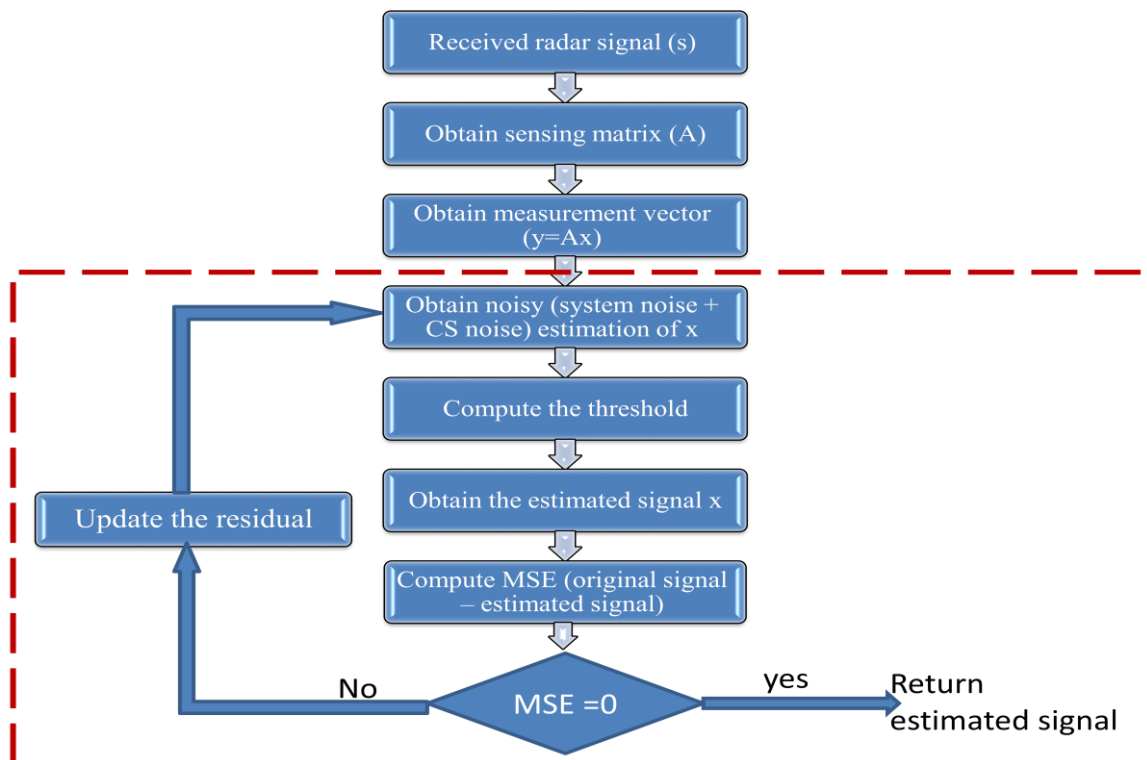 Received radar signal (s)
Obtain sensing matrix (A)
Obtain measurement vector
(y=Ax)
Obtain noisy (system noise +
CS noise) estimation of x
Compute the threshold
Obtain the estimated signal x
Update the residual
Compute MSE (original signal
– estimated signal)
No
MSE =0
yes
Return
estimated signal